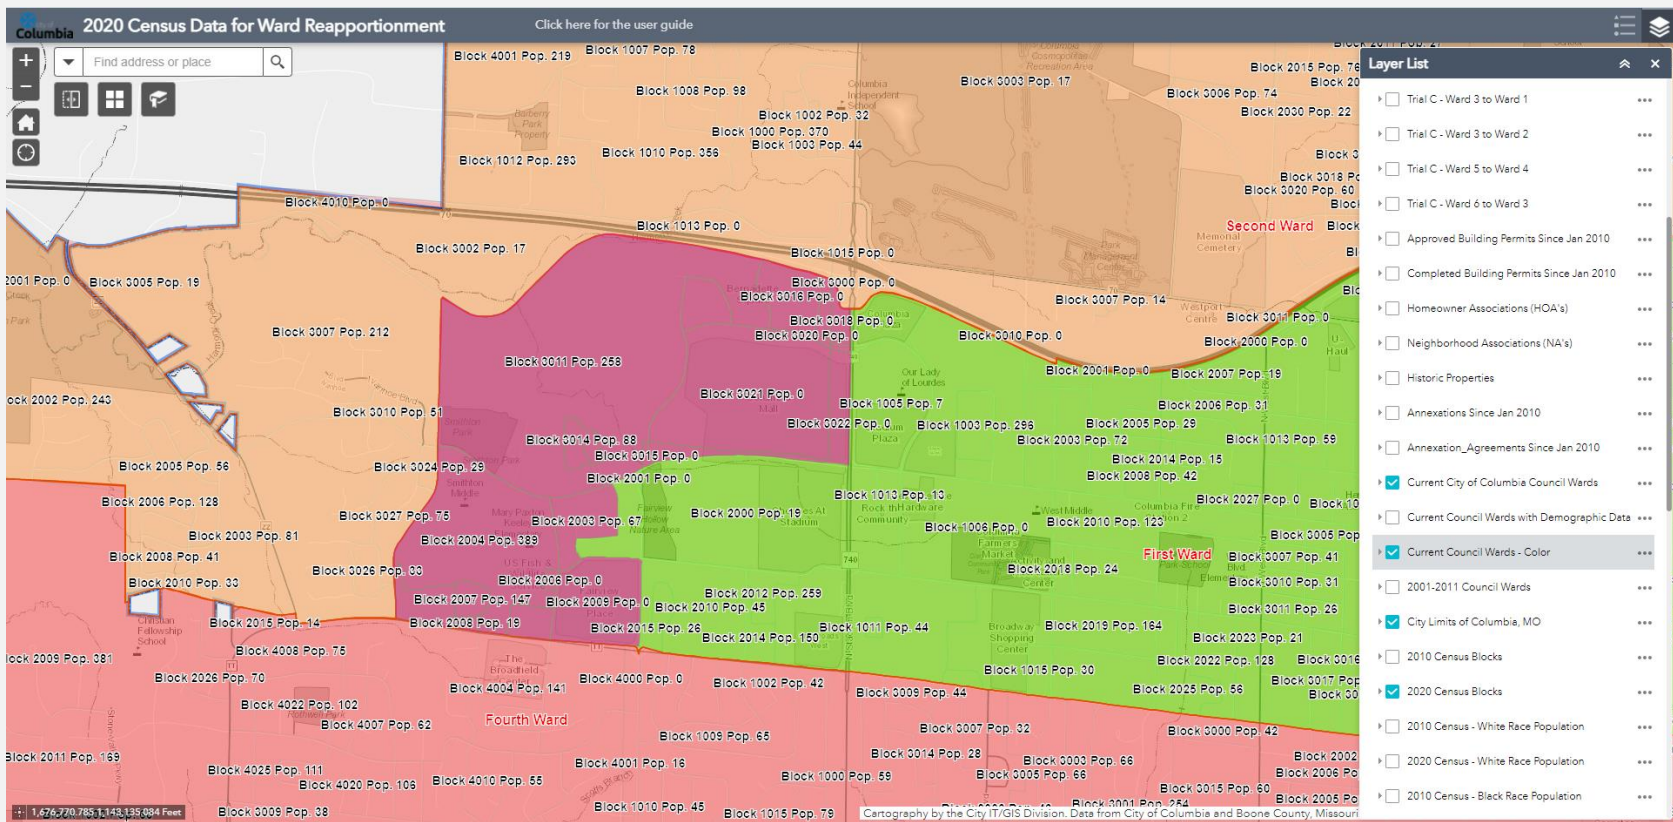 Columbia
2020 Census Data for Ward Reapportionment
Click here for the user guide
Find address or place
Layer List
Trial C - Ward 3 to Ward 1
Trial C - Ward 3 to Ward 2
Trial C - Ward 5 to Ward 4
Trial C - Ward 6 to Ward 3
Approved Building Permits Since Jan 2010
Completed Building Permits Since Jan 2010
Homeowner Associations (HOA's)
Neighborhood Associations (NA's)
Historic Properties
Annexations Since Jan 2010
Annexation_Agreements Since Jan 2010
Current City of Columbia Council Wards
Current Council Wards with Demographic Data
Current Council Wards - Color
2001-2011 Council Wards
City Limits of Columbia, MO
2010 Census Blocks
2020 Census Blocks
2010 Census - White Race Population
2020 Census - White Race Population
2010 Census - Black Race Population
Block 4001 Pop. 219
Block 1007 Pop. 78
Block 1008 Pop. 98
Block 3003 Pop. 17
Block 2015 Pop. 76
Block 3006 Pop. 74
Block 2030 Pop. 22
Columbia
Independent
School
Block 1002 Pop. 32
Block 1000 Pop. 370
Block 1003 Pop. 44
Block 1012 Pop. 293
Block 1010 Pop. 356
Block 3020 Pop. 60
Block 4010 Pop. 0
Block 1013 Pop. 0
Second Ward
Memorial
Cemetery
Block 3002 Pop. 17
Block 1015 Pop. 0
Block 3005 Pop. 19
Block 3000 Pop. 0
Block 3016 Pop. 0
Block 3007 Pop. 14
Block 3018 Pop. 0
Block 3011 Pop. 0
Block 3007 Pop. 212
Block 3020 Pop. 0
Block 3010 Pop. 0
Block 2000 Pop. 0
Block 3011 Pop. 258
Our Lady
of Lourdes
Block 2001 Pop. 0
Block 2007 Pop. 19
Block 3021 Pop. 0
Mall
Block 1005 Pop. 7
Block 2006 Pop. 31
Block 3010 Pop. 51
Block 3022 Pop. 0
Block 1003 Pop. 296
Block 2005 Pop. 29
Plaza
Block 3014 Pop. 88
Block 2003 Pop. 72
Block 1013 Pop. 59
Block 3015 Pop. 0
Block 2014 Pop. 15
Block 2005 Pop. 56
Block 3024 Pop. 29
Block 2001 Pop. 0
Block 2008 Pop. 42
Block 2006 Pop. 128
Block 1013 Pop. 13
Block 2027 Pop. 0
Block 3027 Pop. 75
Block 2003 Pop. 67
Block 2000 Pop. 19
Block 2010 Pop. 123
Block 1006 Pop. 0
Block 2003 Pop. 81
Block 2004 Pop. 389
Block 2008 Pop. 41
First Ward
Block 3007 Pop. 41
740
Block 3026 Pop. 33
Block 2018 Pop. 24
Block 2010 Pop. 33
Block 2006 Pop. 0
Block 3010 Pop. 31
Block 2007 Pop. 147
Block 2009 Pop. 0
Block 2012 Pop. 259
Block 2010 Pop. 45
Block 3011 Pop. 26
Block 2015 Pop. 14
Block 2008 Pop. 19
Block 2015 Pop. 26
Block 1011 Pop. 44
Block 2019 Pop. 164
Block 2014 Pop. 150
Block 2023 Pop. 21
Christian
Fellowship
School
Broadway
Shopping
Center
Block 4008 Pop. 75
Block 2022 Pop. 128
Block 1015 Pop. 30
Block 2026 Pop. 70
Block 4000 Pop. 0
Block 1002 Pop. 42
Block 4004 Pop. 141
Block 3009 Pop. 44
Block 2025 Pop. 56
Block 4022 Pop. 102
Fourth Ward
Block 4007 Pop. 62
Block 3007 Pop. 32
Block 3000 Pop. 42
Block 1009 Pop. 65
Block 2011 Pop. 169
Block 3014 Pop. 28
Block 4025 Pop. 111
Block 4001 Pop. 16
Block 3003 Pop. 66
Block 1000 Pop. 59
Block 3005 Pop. 66
Block 4020 Pop. 106
Block 4010 Pop. 55
Block 3015 Pop. 60
Block 1010 Pop. 45
Block 3009 Pop. 38
Block 1015 Pop. 79
Cartography by the City IT/GIS Division. Data from City of Columbia and Boone County, Missouri